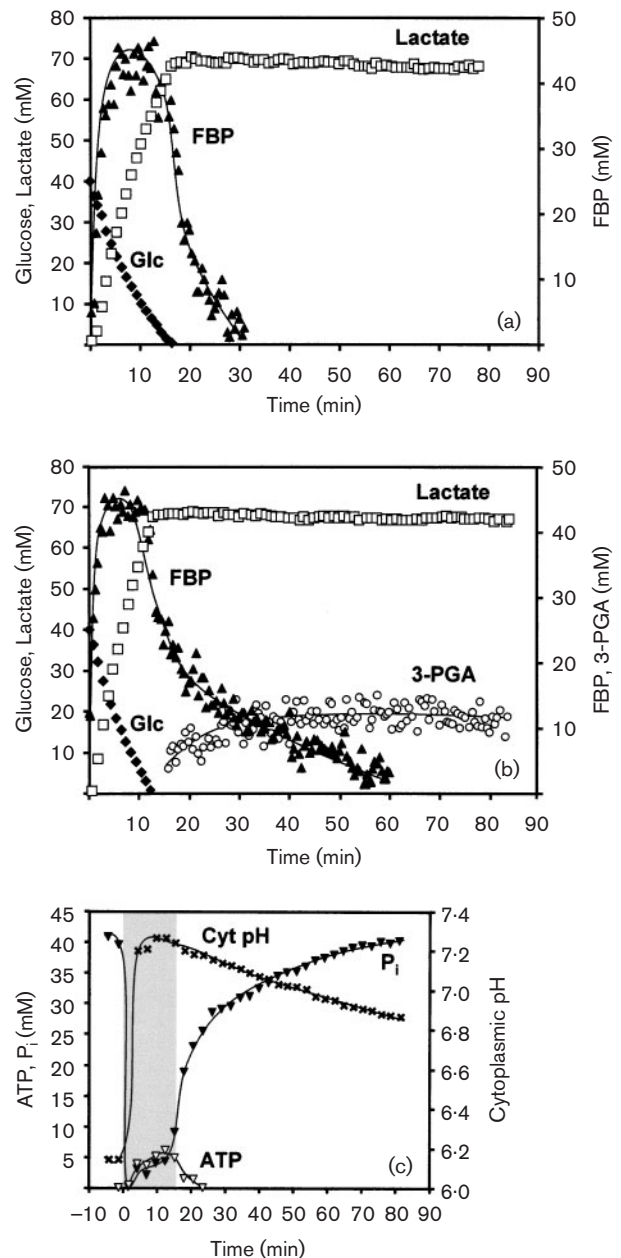 80
70
60
50
40
30
20
10
50
40
30
20
10
Glucose, Lactate (mM)
FBP (mM)
Lactate
FBP
Glc
(a)
0 10 20 30 40 50 60 70 80 90
Time (min)
80
70
60
50
40
30
20
10
50
40
30
20
10
Glucose, Lactate (mM)
FBP, 3-PGA (mM)
Lactate
FBP
3-PGA
Glc
(b)
0 10 20 30 40 50 60 70 80 90
Time (min)
45
40
35
30
25
20
15
10
5
7·4
7·2
7·0
6·8
6·6
6·4
6·2
6·0
ATP, Pi (mM)
Cytoplasmic pH
Cyt pH
Pi
ATP
(c)
−10 0 10 20 30 40 50 60 70 80 90
Time (min)